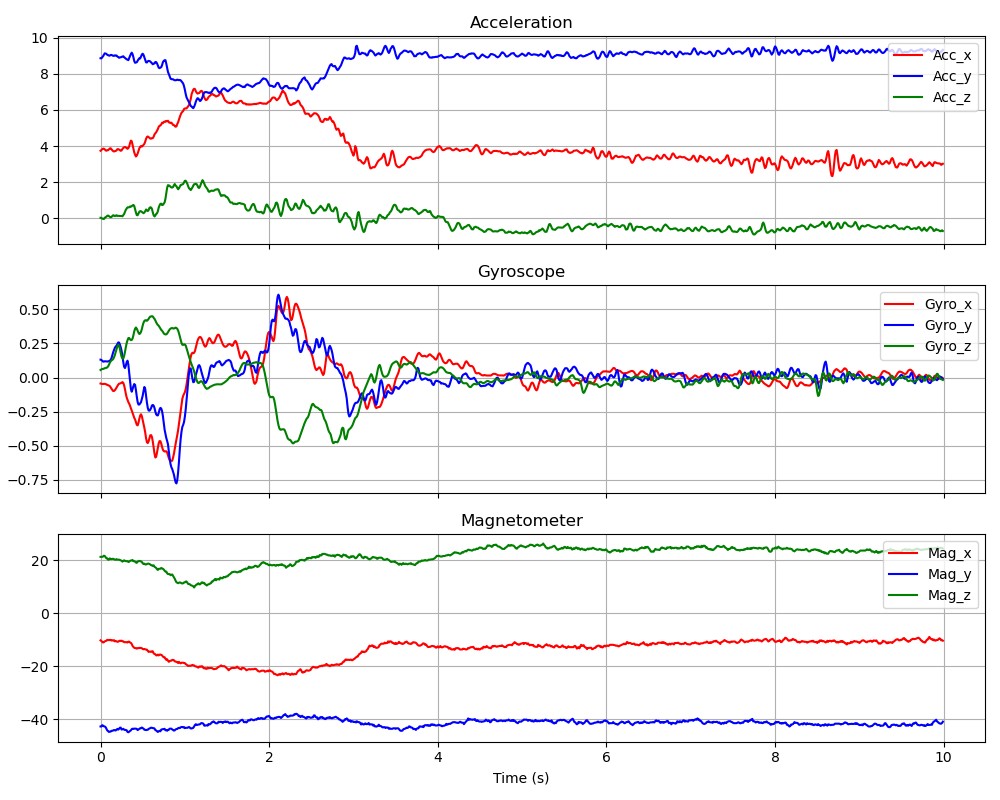 Acceleration
10
8
6
4
2
0
Acc_x
Acc_y
Acc_z
Gyroscope
0.50
0.25
0.00
−0.25
−0.50
−0.75
Gyro_x
Gyro_y
Gyro_z
Magnetometer
20
0
−20
−40
Mag_x
Mag_y
Mag_z
0 2 4 6 8 10
Time (s)